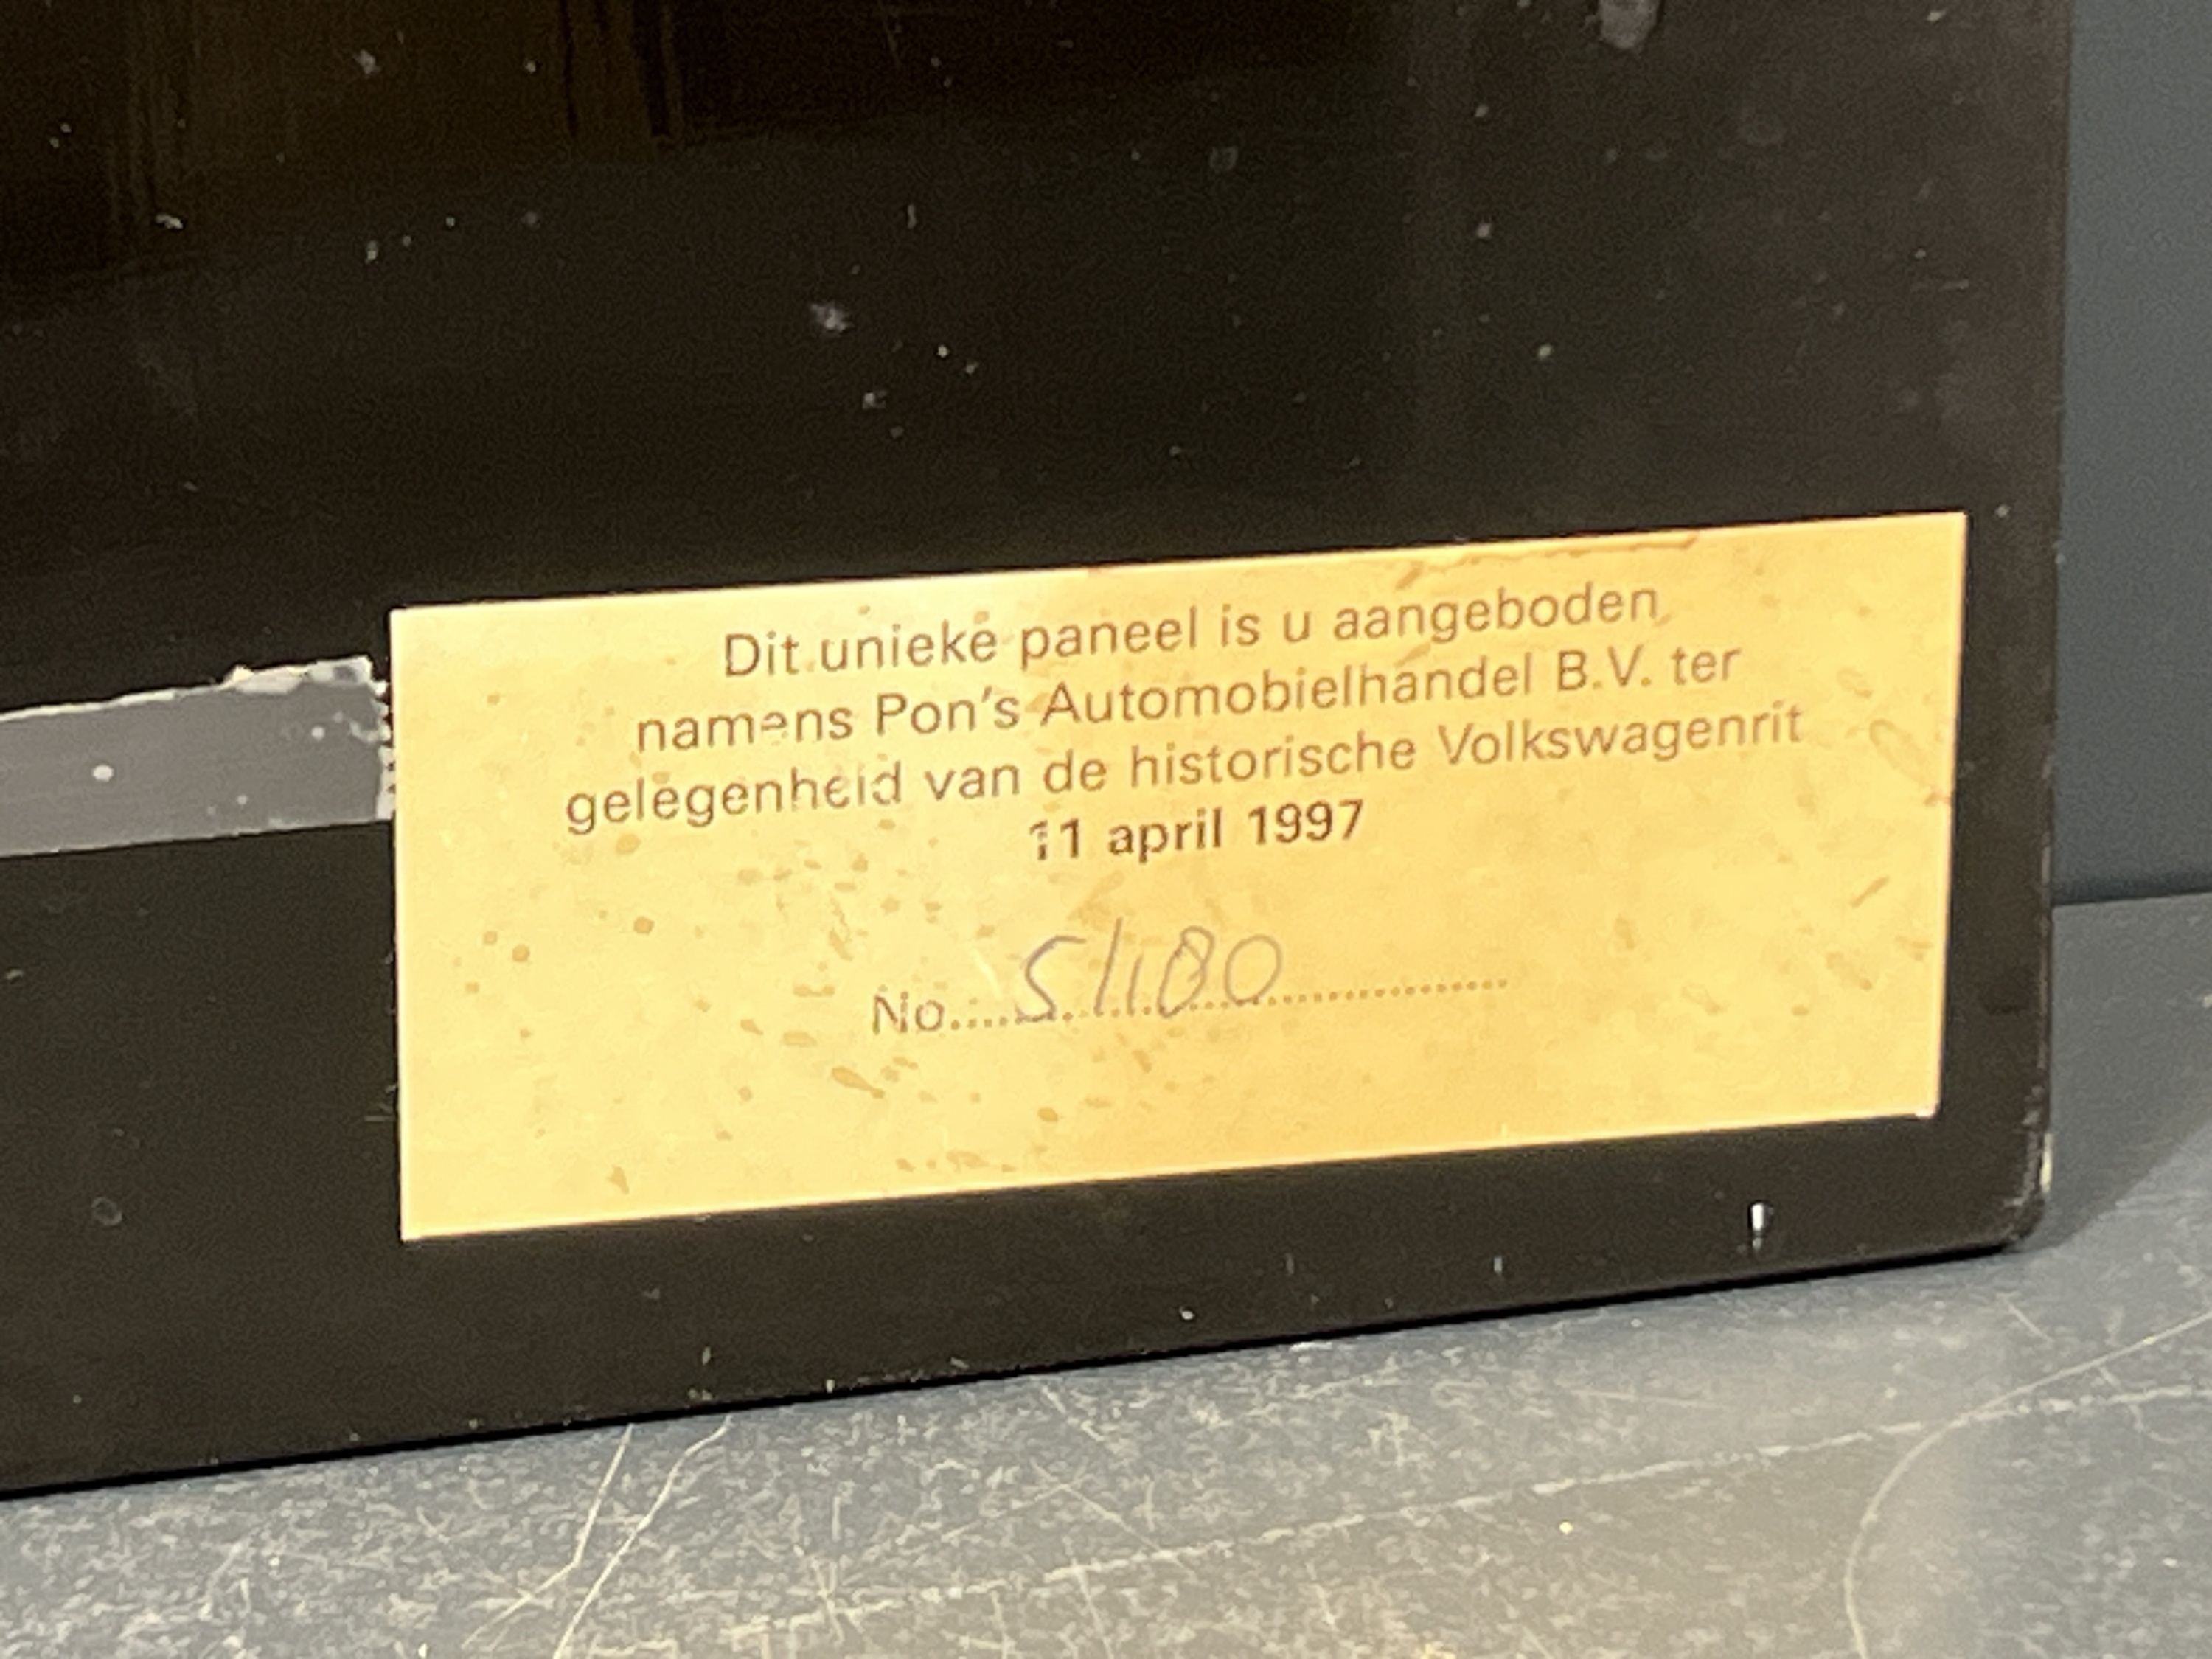 Dit unieke paneel is u aangeboden
namens Pon's Automobielhandel B.V. ter
gelegenheid van de historische Volkswagenrit
11 april 1997
No.: 5/100